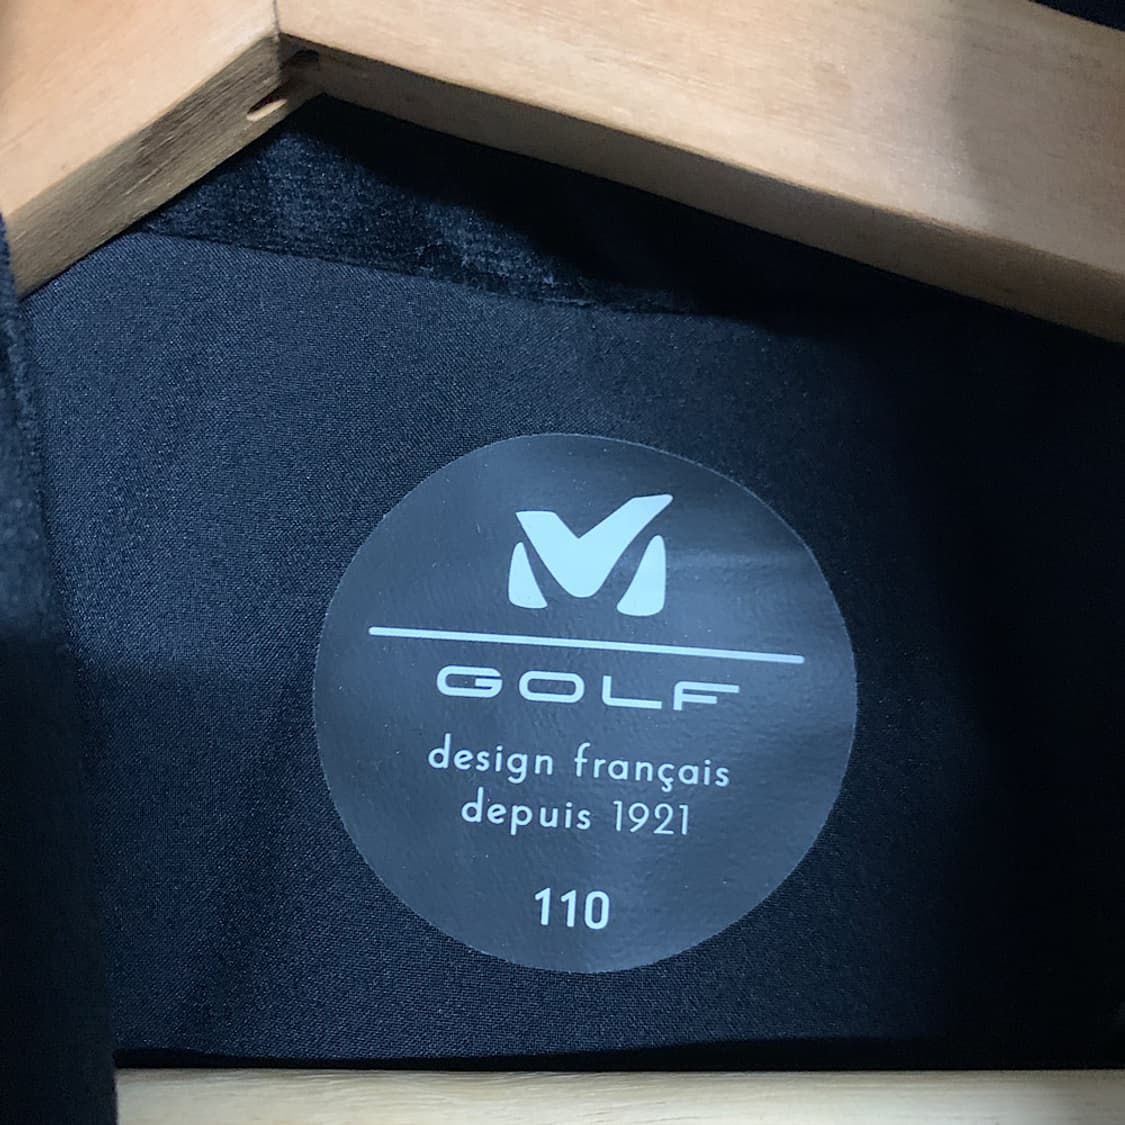 M
GOLF
design français
depuis 1921
110